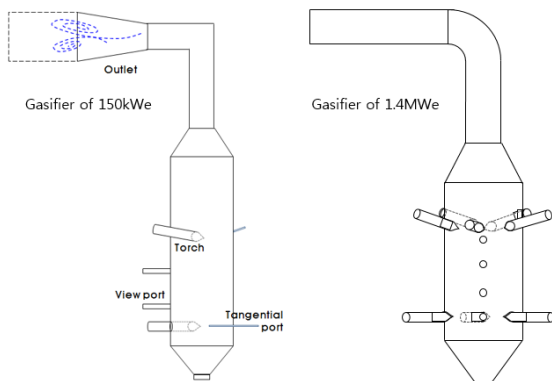 Outlet
Gasifier of 150kWe
Gasifier of 1.4MWe
Torch
View port
Tangential
port